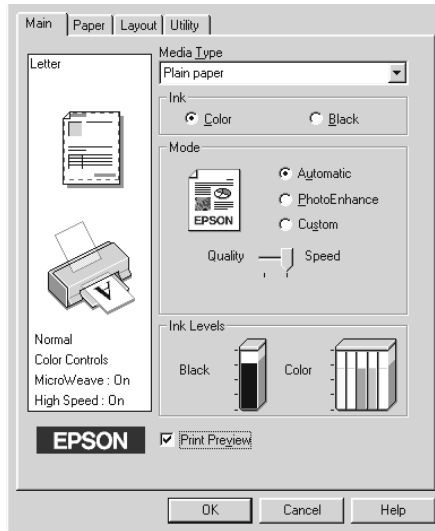 Main Paper Layout Utility
Letter
Media Type
Plain paper
Ink
Color Black
Mode
EPSON
Automatic
PhotoEnhance
Custom
Quality Speed
A
Normal
Color Controls
MicroWeave : On
High Speed : On
Ink Levels
Black Color
EPSON
Print Preview
OK Cancel Help